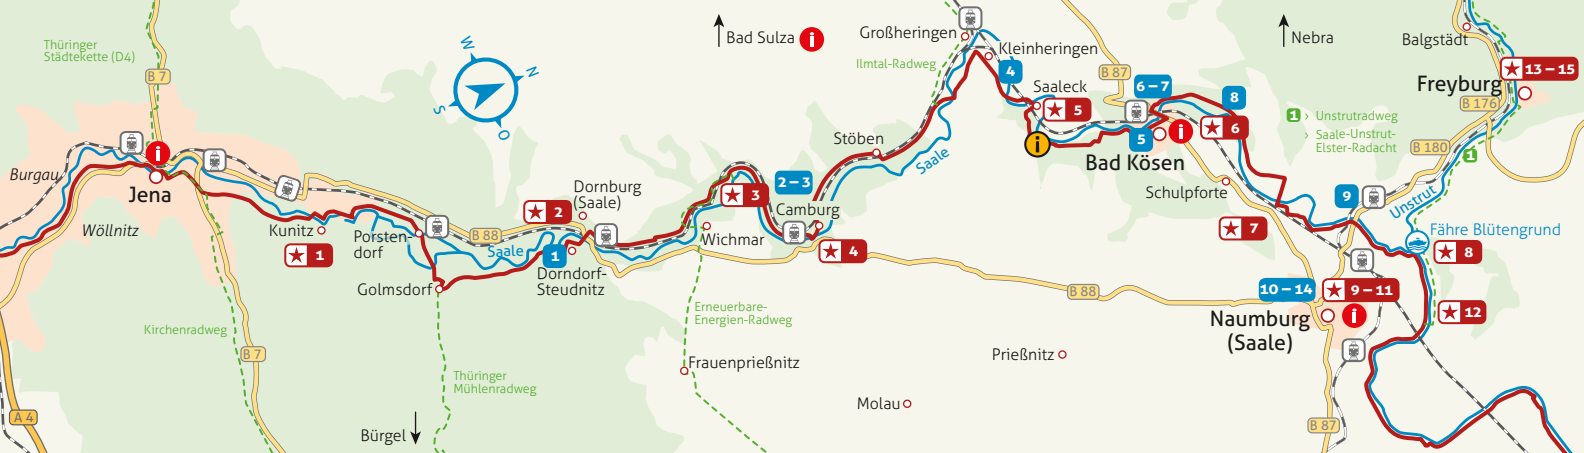 Thüringer
Städtekette (D4)
B 7
Burgau
Jena
Wöllnitz
Kunitz
1
Porsten-
dorf
Golmsdorf
Kirchenradweg
B 7
A 4
Thüringer
Mühlenradweg
Bürgel
W
N
S
O
B 88
Saale
2
Dornburg
(Saale)
1
Dorndorf-
Steudnitz
Bad Sulza
Großheringen
Ilmtal-Radweg
Kleinheringen
4
Saaleck
5
Stöben
Saale
2 – 3
3
Camburg
Wichmar
4
Erneuerbare-
Energien-Radweg
Frauenprießnitz
B 88
Prießnitz
Molau
B 87
6 – 7
8
5
6
Bad Kösen
Schulpforte
7
Nebra
Balgstädt
13 – 15
Freyburg
B 176
1 › Unstrutradweg
› Saale-Unstrut-
Elster-Radacht
B 180
1
9
Unstrut
Fähre Blütengrund
8
10 – 14
9 – 11
12
Naumburg
(Saale)
B 87